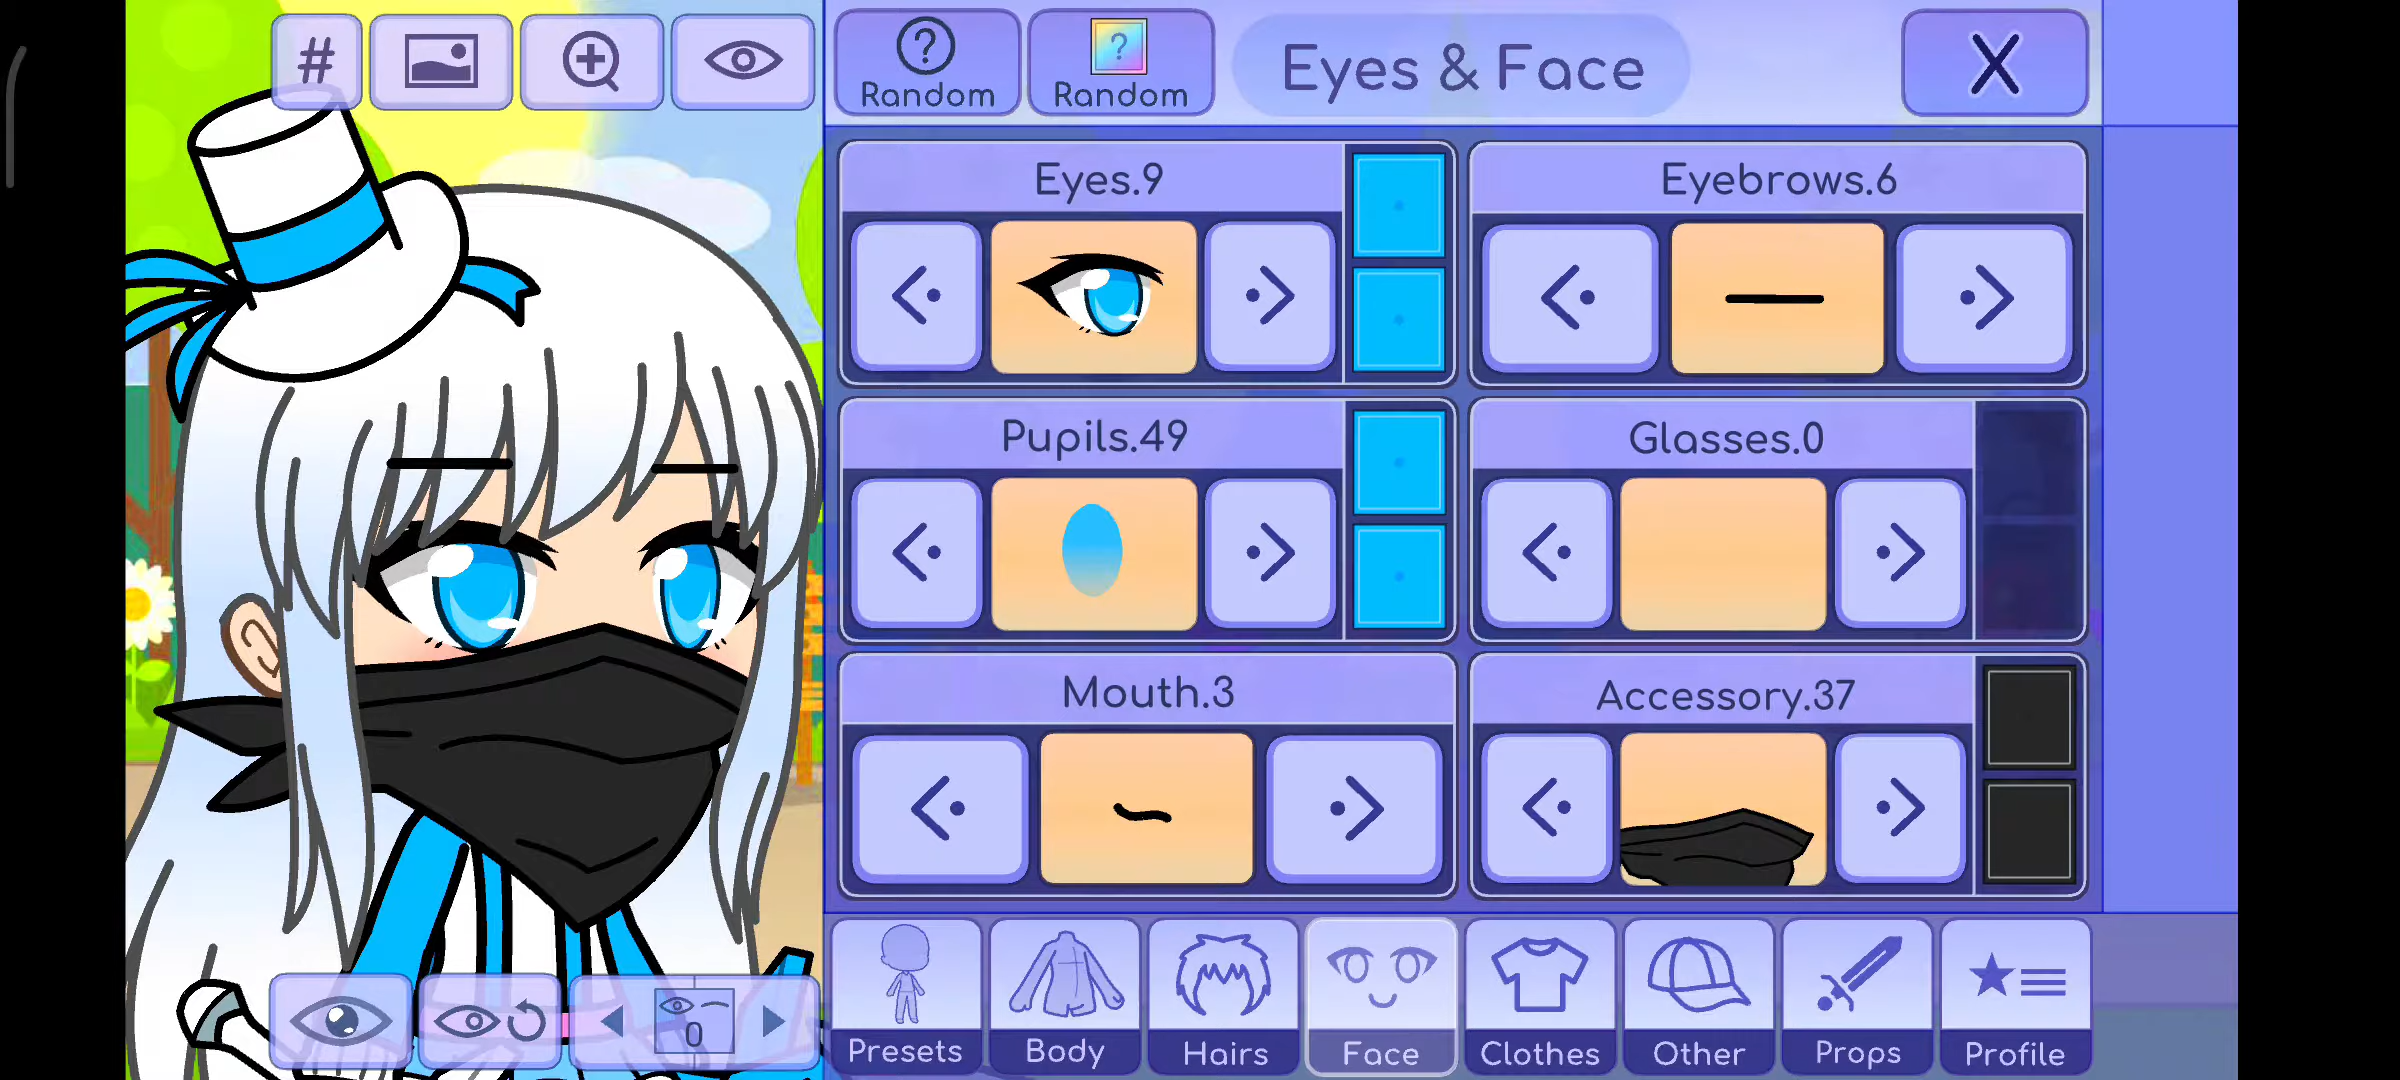 #
? Random
? Random
Eyes & Face
X
Eyes.9
Eyebrows.6
Pupils.49
Glasses.0
Mouth.3
Accessory.37
0
Presets
Body
Hairs
Face
Clothes
Other
Props
Profile